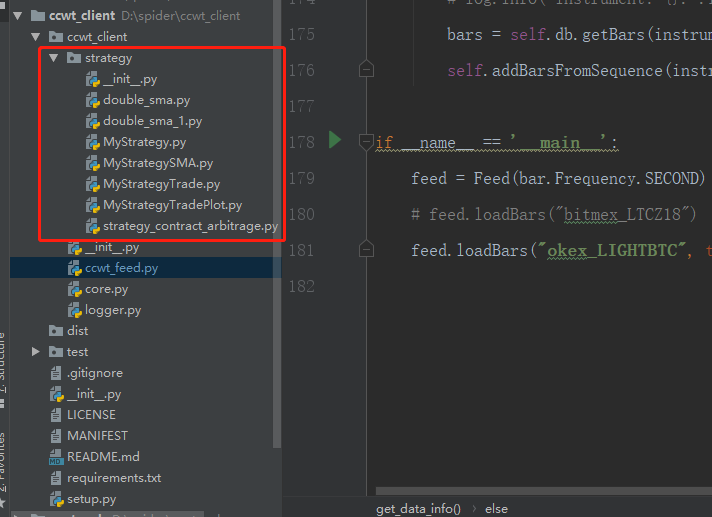 ccwt_client D:\spider\ccwt_client
ccwt_client
strategy
__init__.py
double_sma.py
double_sma_1.py
MyStrategy.py
MyStrategySMA.py
MyStrategyTrade.py
MyStrategyTradePlot.py
strategy_contract_arbitrage.py
__init__.py
ccwt_feed.py
core.py
logger.py
dist
test
.gitignore
__init__.py
LICENSE
MANIFEST
README.md
requirements.txt
setup.py
Structure
2: Favorites
175 bars = self.db.getBars(instrum
176 self.addBarsFromSequence(instr
177
178 if __name__ == '__main__':
179 feed = Feed(bar.Frequency.SECOND)
180 # feed.loadBars("bitmex_LTCZ18")
181 feed.loadBars("okex_LIGHTBTC", t
182
get_data_info() › else